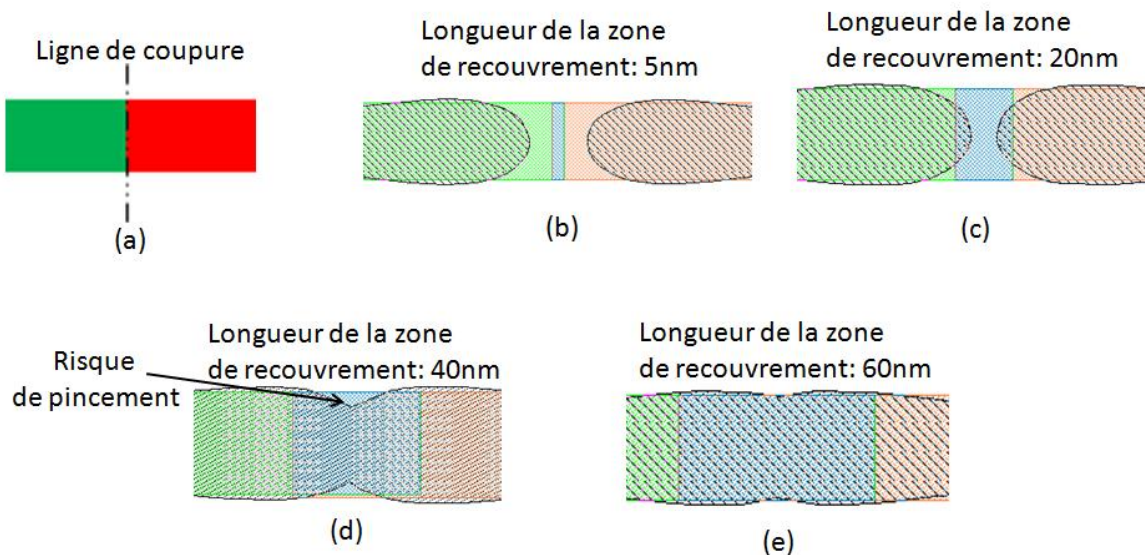 Ligne de coupure
(a)
Longueur de la zone
de recouvrement: 5nm
(b)
Longueur de la zone
de recouvrement: 20nm
(c)
Risque
de pincement
Longueur de la zone
de recouvrement: 40nm
(d)
Longueur de la zone
de recouvrement: 60nm
(e)